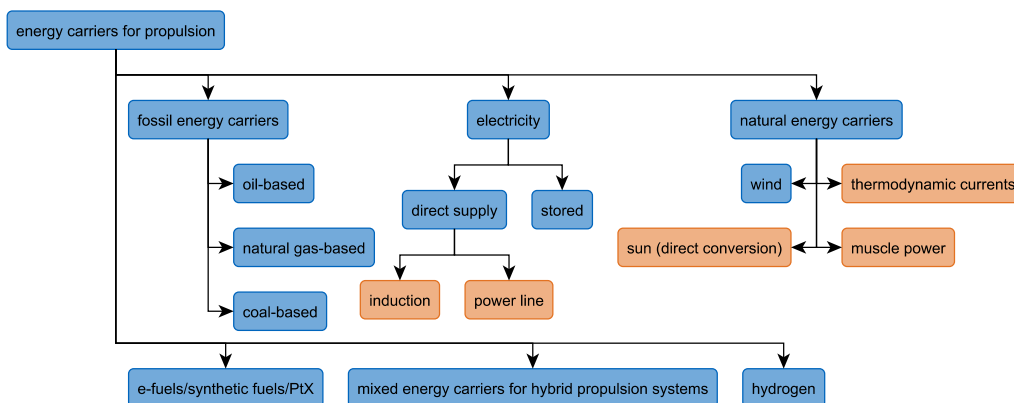 energy carriers for propulsion
fossil energy carriers
electricity
natural energy carriers
oil-based
wind
thermodynamic currents
direct supply
stored
natural gas-based
sun (direct conversion)
muscle power
induction
power line
coal-based
e-fuels/synthetic fuels/PtX
mixed energy carriers for hybrid propulsion systems
hydrogen